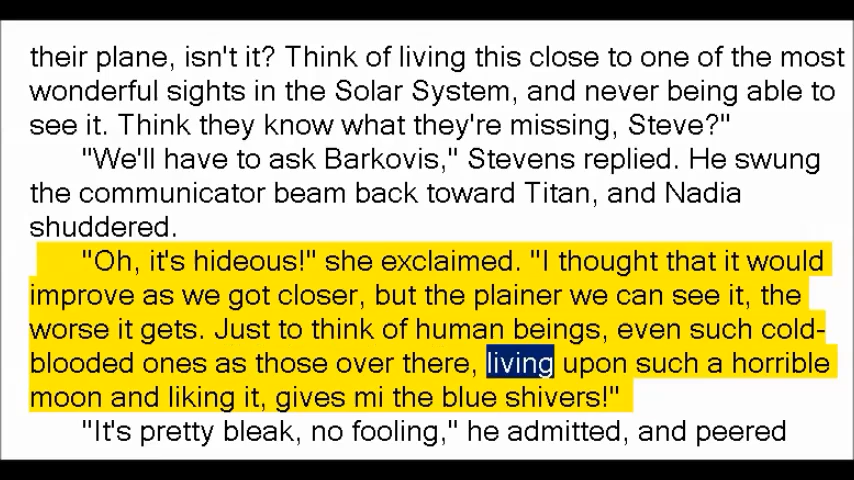 their plane, isn't it? Think of living this close to one of the most
wonderful sights in the Solar System, and never being able to
see it. Think they know what they're missing, Steve?"
"We'll have to ask Barkovis," Stevens replied. He swung
the communicator beam back toward Titan, and Nadia
shuddered.
"Oh, it's hideous!" she exclaimed. "I thought that it would
improve as we got closer, but the plainer we can see it, the
worse it gets. Just to think of human beings, even such cold-
blooded ones as those over there, living upon such a horrible
moon and liking it, gives mi the blue shivers!"
"It's pretty bleak, no fooling," he admitted, and peered